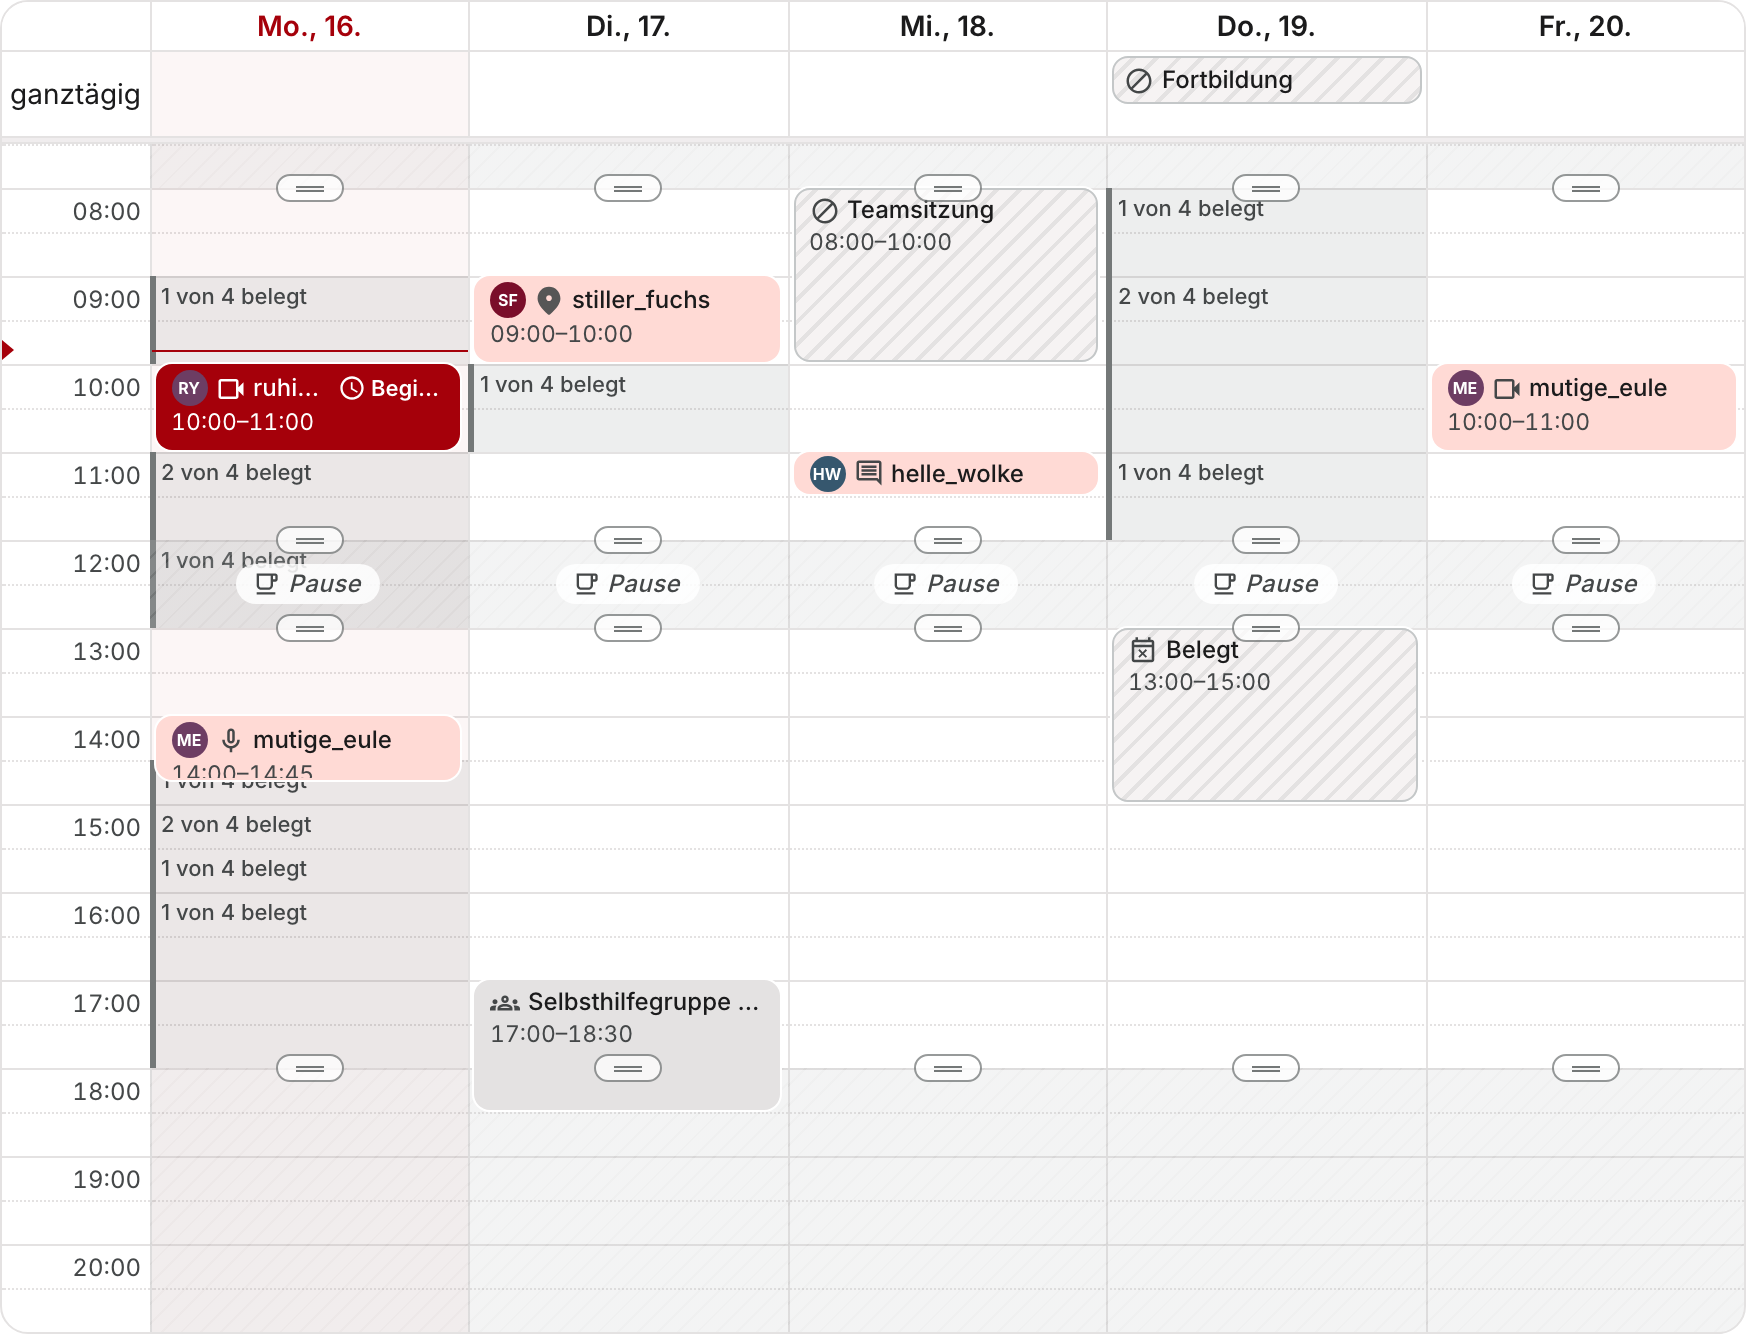 Mo., 16.
Di., 17.
Mi., 18.
Do., 19.
Fr., 20.
ganztägig
Fortbildung
08:00
Teamsitzung
08:00–10:00
1 von 4 belegt
09:00
1 von 4 belegt
SF stiller_fuchs
09:00–10:00
2 von 4 belegt
10:00
RY ruhi... Begi...
10:00–11:00
1 von 4 belegt
ME mutige_eule
10:00–11:00
11:00
2 von 4 belegt
HW helle_wolke
1 von 4 belegt
12:00
1 von 4 belegt
Pause
Pause
Pause
Pause
Pause
13:00
Belegt
13:00–15:00
14:00
ME mutige_eule
14:00–14:45
1 von 4 belegt
15:00
2 von 4 belegt
1 von 4 belegt
16:00
1 von 4 belegt
17:00
Selbsthilfegruppe ...
17:00–18:30
18:00
19:00
20:00